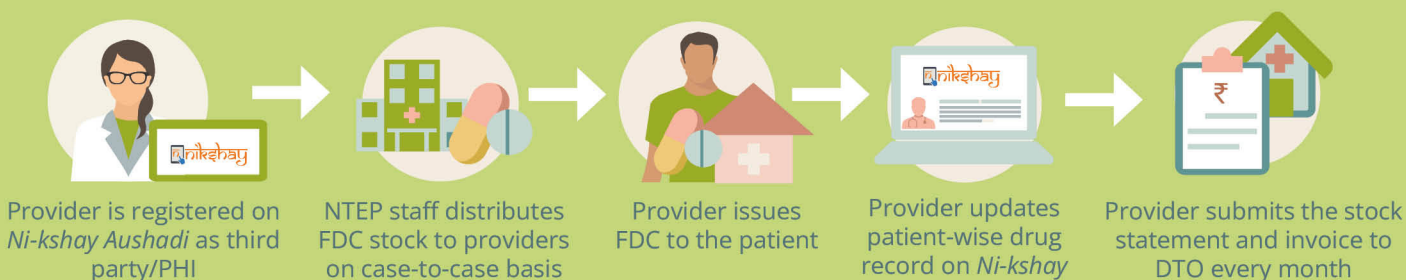 nikshay
nikshay
₹
Provider is registered on
Ni-kshay Aushadi as third
party/PHI
NTEP staff distributes
FDC stock to providers
on case-to-case basis
Provider issues
FDC to the patient
Provider updates
patient-wise drug
record on Ni-kshay
Provider submits the stock
statement and invoice to
DTO every month